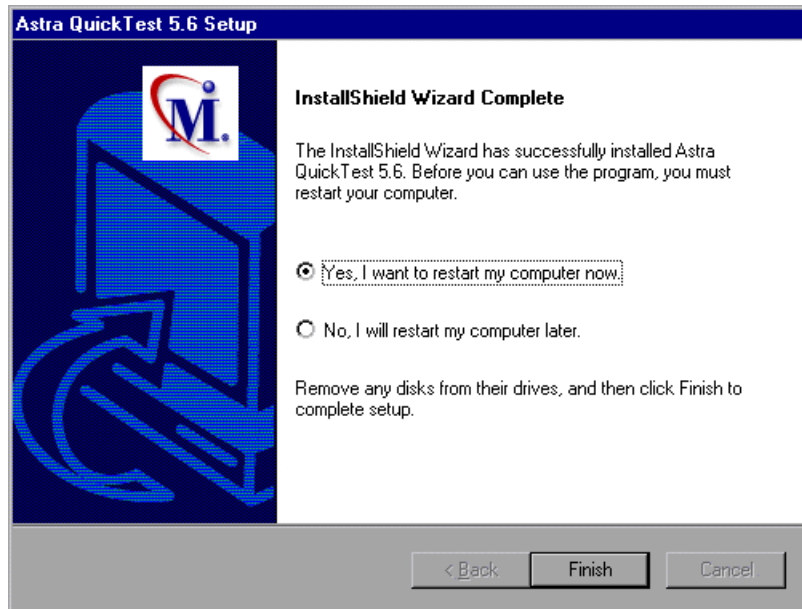 Astra QuickTest 5.6 Setup
M.
InstallShield Wizard Complete
The InstallShield Wizard has successfully installed Astra
QuickTest 5.6. Before you can use the program, you must
restart your computer.
Yes, I want to restart my computer now.
No, I will restart my computer later.
Remove any disks from their drives, and then click Finish to
complete setup.
< Back
Finish
Cancel